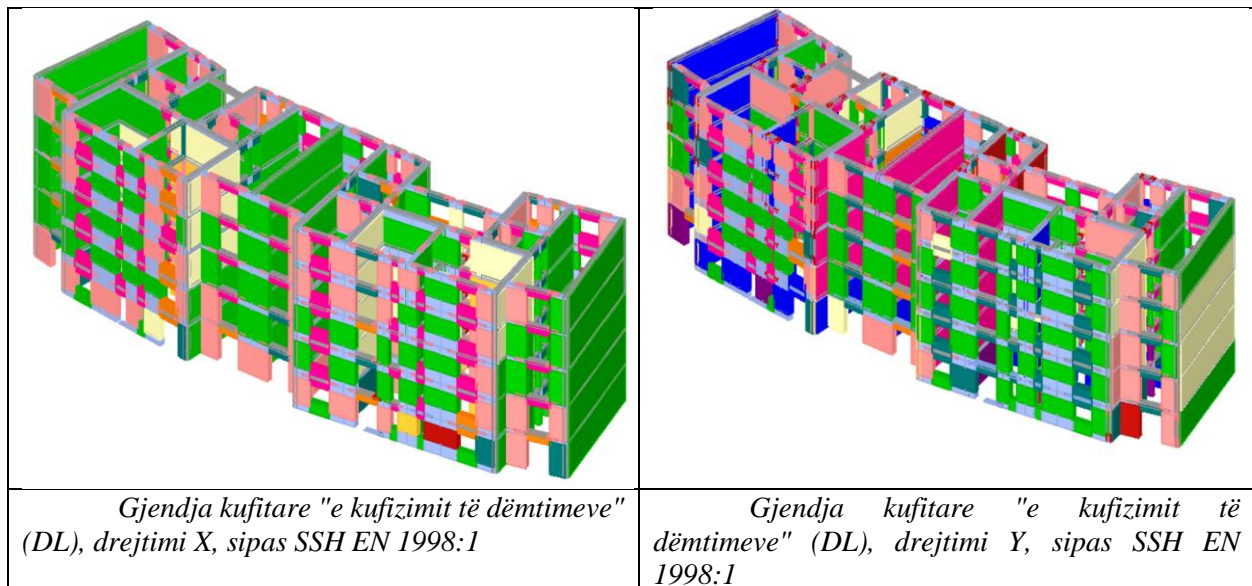 Gjendja kufitare "e kufizimit të dëmtimeve"
(DL), drejtimi X, sipas SSH EN 1998:1
Gjendja kufitare "e kufizimit të
dëmtimeve" (DL), drejtimi Y, sipas SSH EN
1998:1